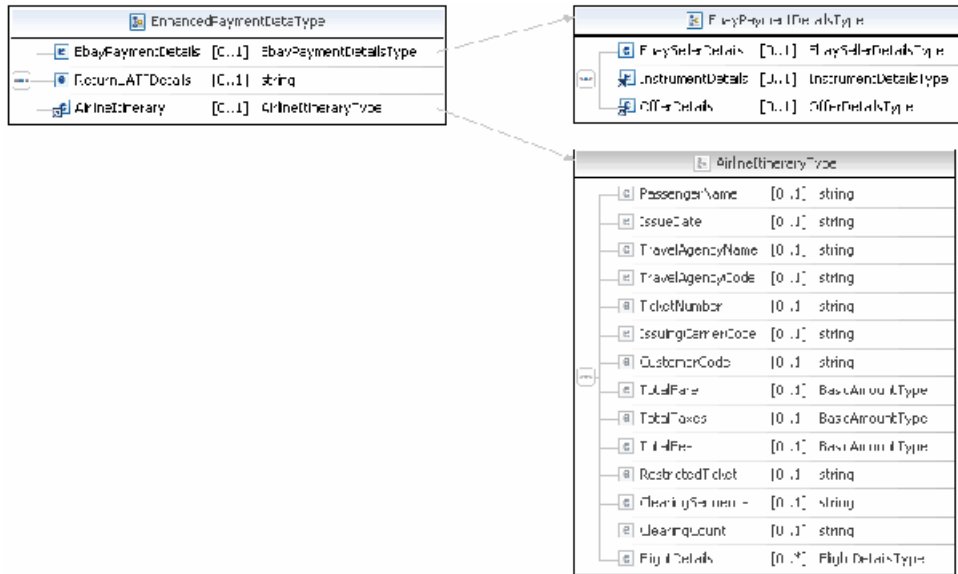 EnhancedPaymentDataType
EbayPaymentDetails [0..1] EbayPaymentDetailsType
[0..1] string
AirlineItinerary [0..1] AirlineItineraryType
EbayPaymentDetailsType
EbaySellerDetails [0..1] EbaySellerDetailsType
InstrumentDetails [0..1] InstrumentDetailsType
OfferDetails [0..1] OfferDetailsType
AirlineItineraryType
PassengerName [0..1] string
IssueDate [0..1] string
TravelAgencyName [0..1] string
TravelAgencyCode [0..1] string
TicketNumber [0..1] string
IssuingCarrierCode [0..1] string
CustomerCode [0..1] string
TotalFare [0..1] BasicAmountType
TotalTaxes [0..1] BasicAmountType
TotalFee [0..1] BasicAmountType
RestrictedTicket [0..1] string
ClearingSequence [0..1] string
ClearingCount [0..1] string
FlightDetails [0..*] FlightDetailsType